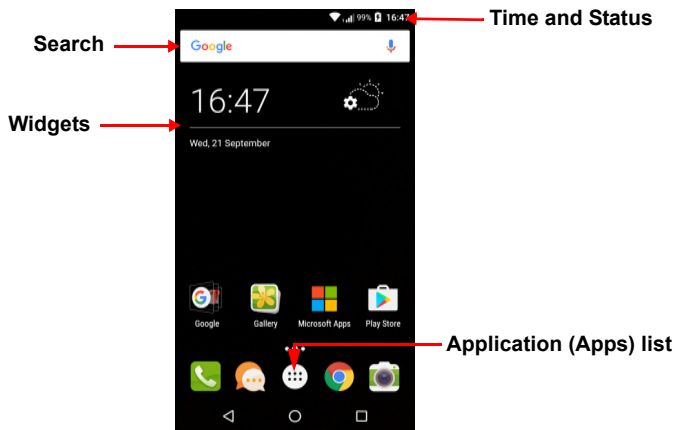 99% 16:47
Time and Status
Search
Google
16:47
Widgets
Wed, 21 September
Google Gallery Microsoft Apps Play Store
Application (Apps) list